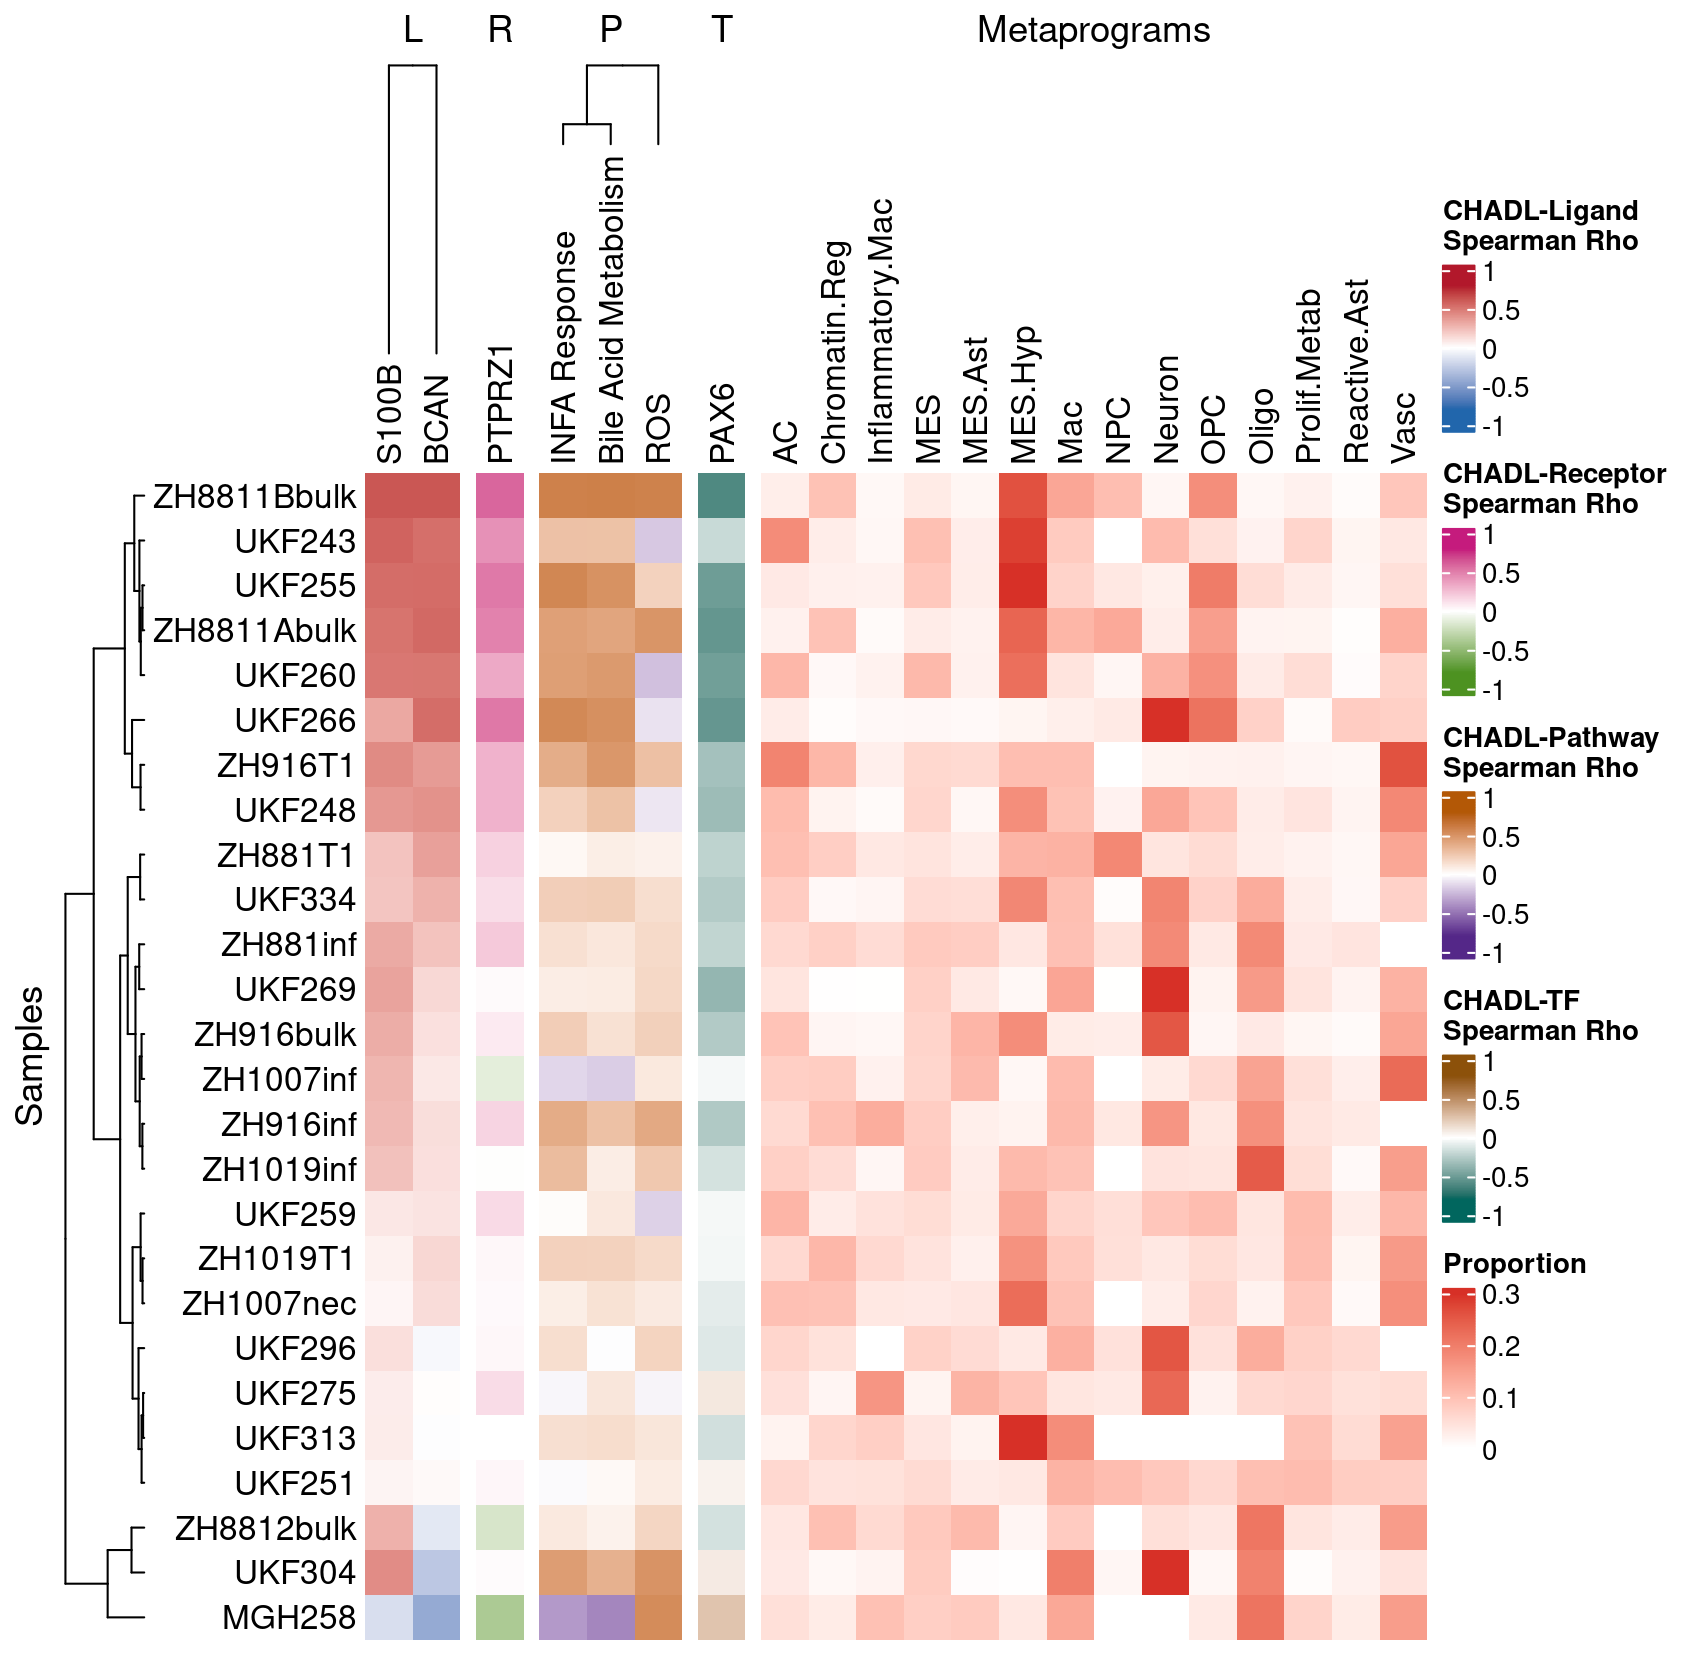 L R P T Metaprograms
S100B
BCAN
PTPRZ1
INFA Response
Bile Acid Metabolism
ROS
PAX6
AC
Chromatin.Reg
Inflammatory.Mac
MES
MES.Ast
MES.Hyp
Mac
NPC
Neuron
OPC
Oligo
Prolif.Metab
Reactive.Ast
Vasc
Samples
ZH8811Bbulk
UKF243
UKF255
ZH8811Abulk
UKF260
UKF266
ZH916T1
UKF248
ZH881T1
UKF334
ZH881inf
UKF269
ZH916bulk
ZH1007inf
ZH916inf
ZH1019inf
UKF259
ZH1019T1
ZH1007nec
UKF296
UKF275
UKF313
UKF251
ZH8812bulk
UKF304
MGH258
CHADL-Ligand
Spearman Rho
1
0.5
0
-0.5
-1
CHADL-Receptor
Spearman Rho
1
0.5
0
-0.5
-1
CHADL-Pathway
Spearman Rho
1
0.5
0
-0.5
-1
CHADL-TF
Spearman Rho
1
0.5
0
-0.5
-1
Proportion
0.3
0.2
0.1
0